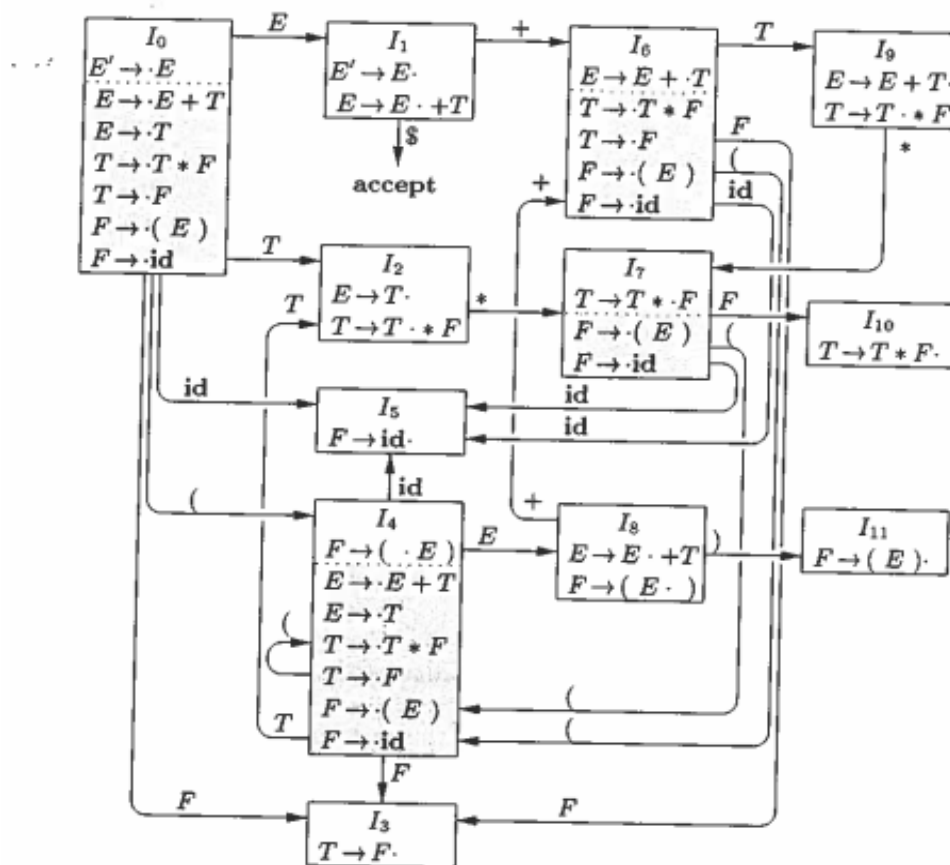 I₀
E' → · E
E → · E + T
E → · T
T → · T * F
T → · F
F → · ( E )
F → · id
E
I₁
E' → E ·
E → E · + T
$
accept
+
I₆
E → E + · T
T → · T * F
T → · F
F → · ( E )
F → · id
T
I₉
E → E + T ·
T → T · * F
*
F
(
id
+
T
I₂
E → T ·
T → T · * F
T
*
I₇
T → T * · F
F → · ( E )
F → · id
F
(
I₁₀
T → T * F ·
id
I₅
F → id ·
id
id
id
(
I₄
F → ( · E )
E → · E + T
E → · T
T → · T * F
T → · F
F → · ( E )
F → · id
(
T
E
+
I₈
E → E · + T
F → ( E · )
)
I₁₁
F → ( E ) ·
(
(
F
F
F
I₃
T → F ·